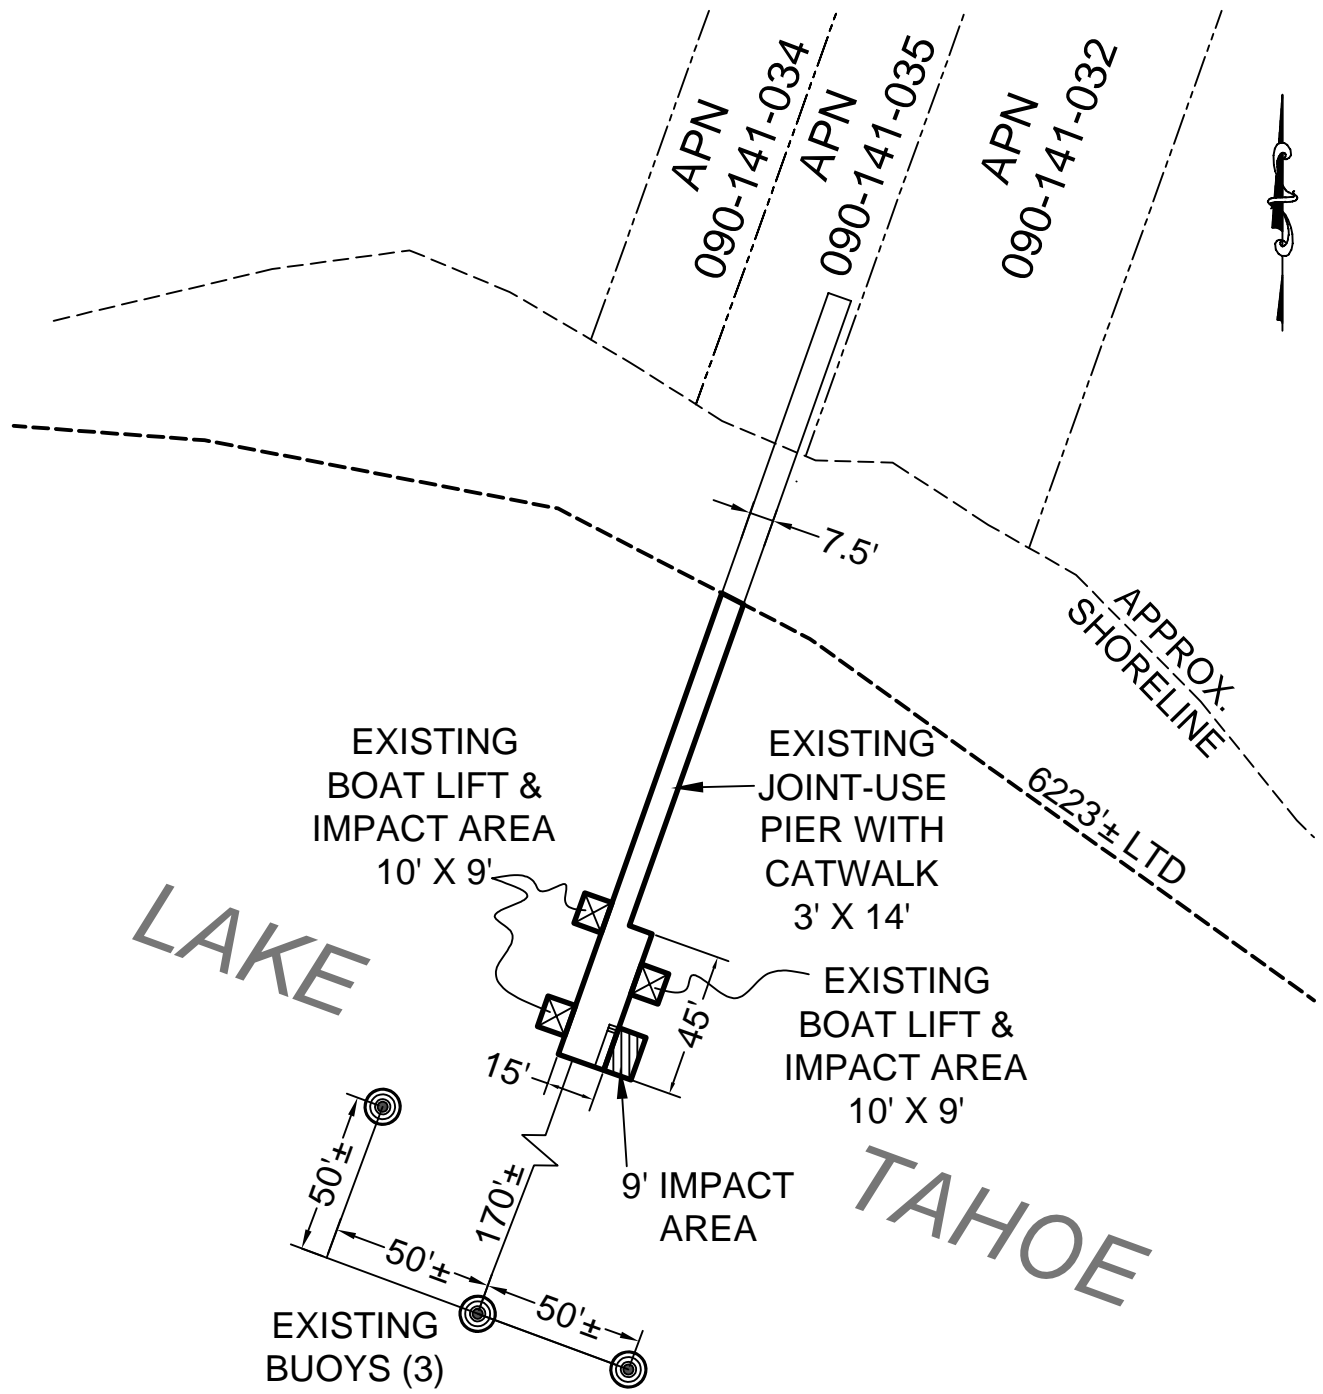 APN
090-141-034
APN
090-141-035
APN
090-141-032
7.5'
APPROX.
SHORELINE
6223'± LTD
EXISTING
BOAT LIFT &
IMPACT AREA
10' X 9'
EXISTING
JOINT-USE
PIER WITH
CATWALK
3' X 14'
LAKE
EXISTING
BOAT LIFT &
IMPACT AREA
10' X 9'
45'
15'
9' IMPACT
AREA
TAHOE
170'±
50'±
50'±
50'±
EXISTING
BUOYS (3)